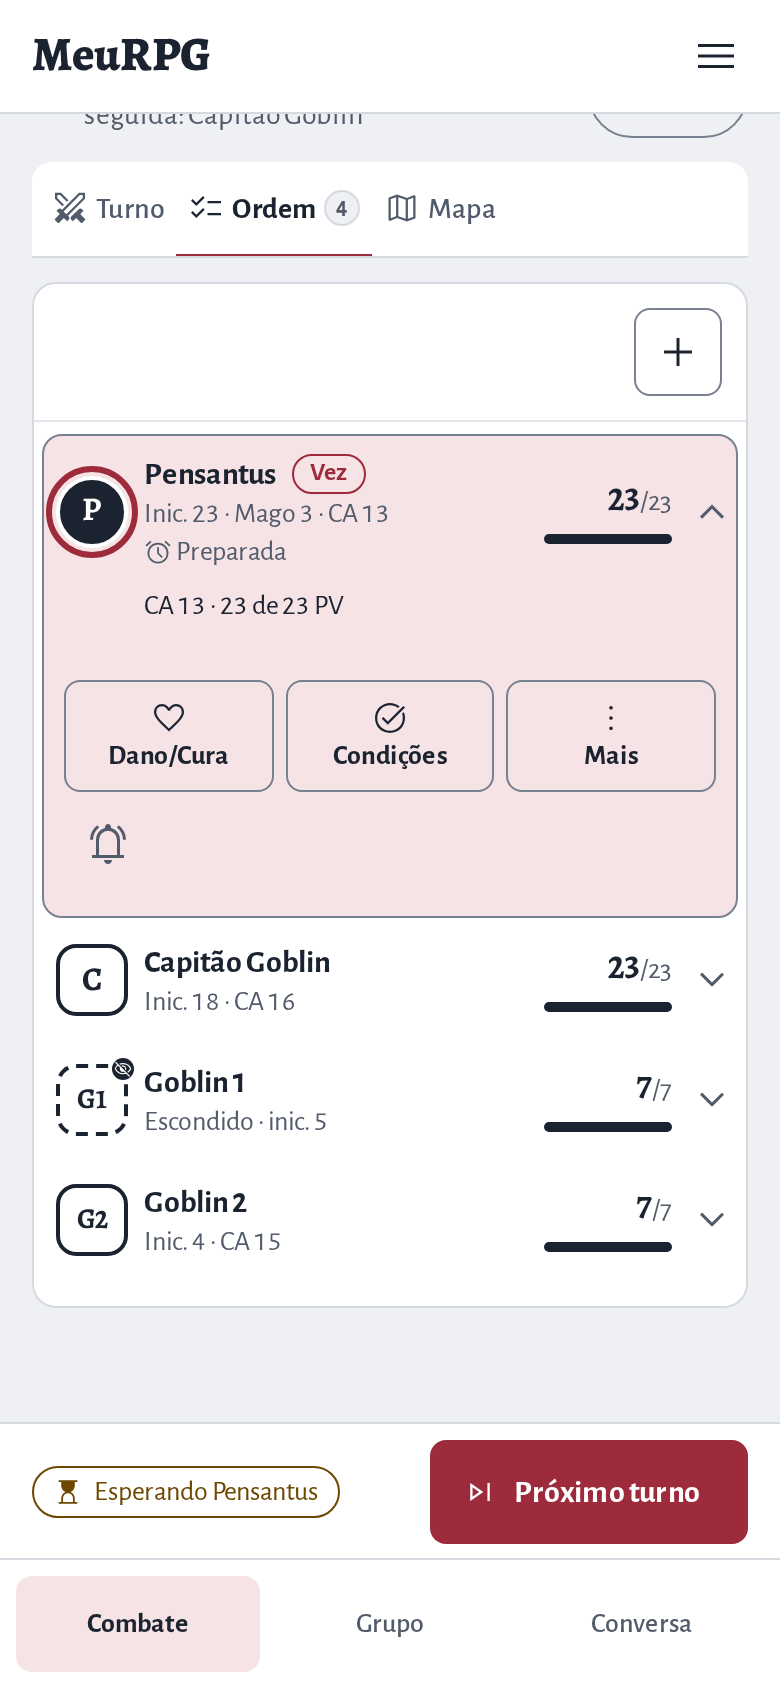 MeuRPG
seguida: Capitão Goblin
Turno
Ordem 4
Mapa
P
Pensantus Vez
Inic. 23 · Mago 3 · CA 13
Preparada
23/23
CA 13 · 23 de 23 PV
Dano/Cura
Condições
Mais
C
Capitão Goblin
Inic. 18 · CA 16
23/23
G1
Goblin 1
Escondido · inic. 5
7/7
G2
Goblin 2
Inic. 4 · CA 15
7/7
Esperando Pensantus
Próximo turno
Combate
Grupo
Conversa